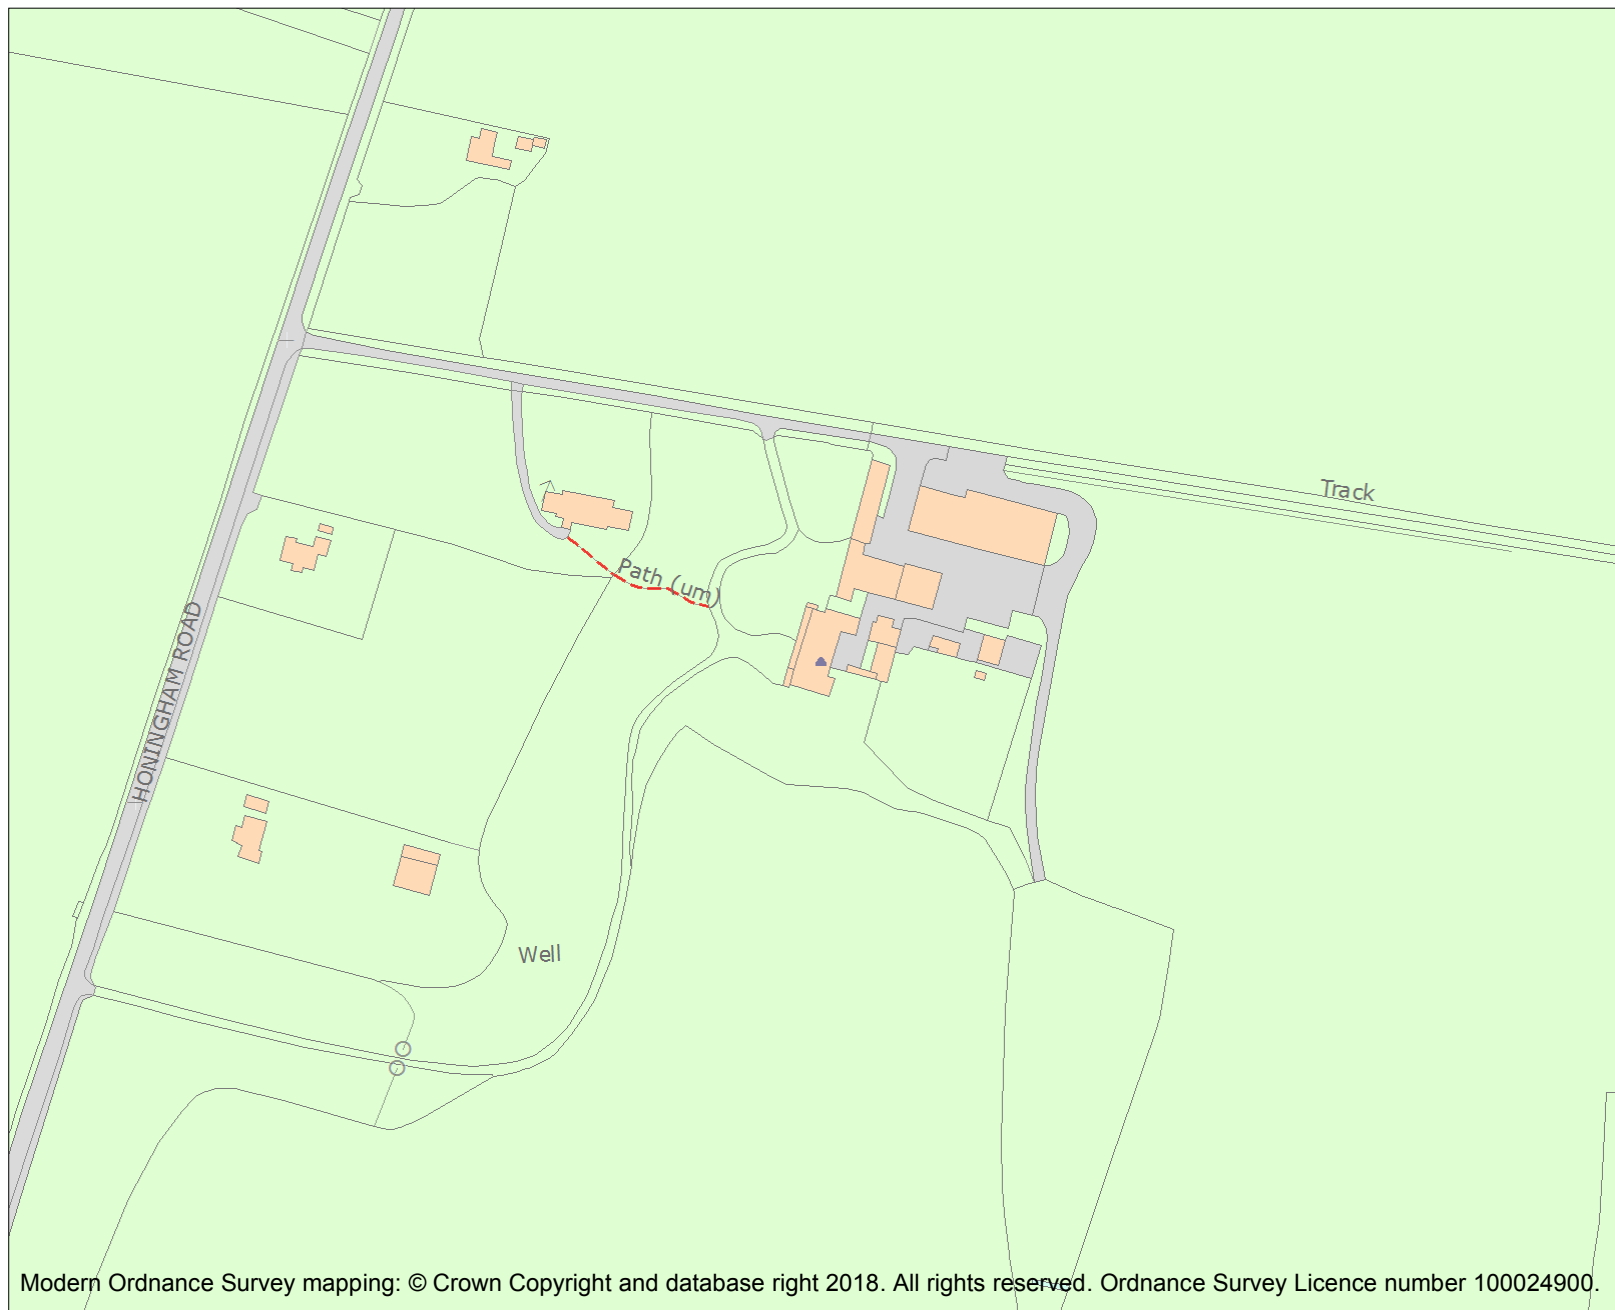 Track
Path (um)
HONINGHAM ROAD
Well
Modern Ordnance Survey mapping: © Crown Copyright and database right 2018. All rights reserved. Ordnance Survey Licence number 100024900.